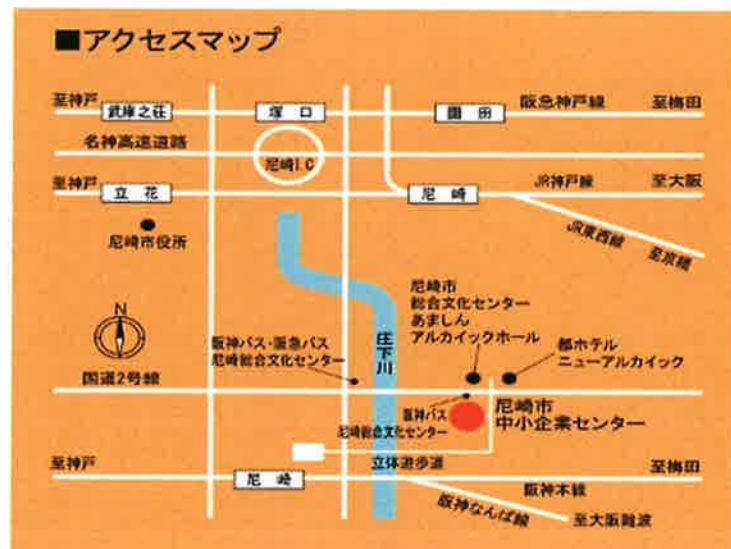 ■アクセスマップ
至神戸
武庫之荘
塚口
園田
阪急神戸線
至梅田
名神高速道路
尼崎I.C
至神戸
立花
尼崎
JR神戸線
至大阪
JR東西線
至京橋
尼崎市役所
N
国道2号線
阪神バス・阪急バス
尼崎総合文化センター
庄下川
尼崎市
総合文化センター
あましん
アルカイックホール
都ホテル
ニューアルカイック
阪神バス
尼崎総合文化センター
尼崎市
中小企業センター
立体遊歩道
至神戸
尼崎
阪神本線
至梅田
阪神なんば線
至大阪難波